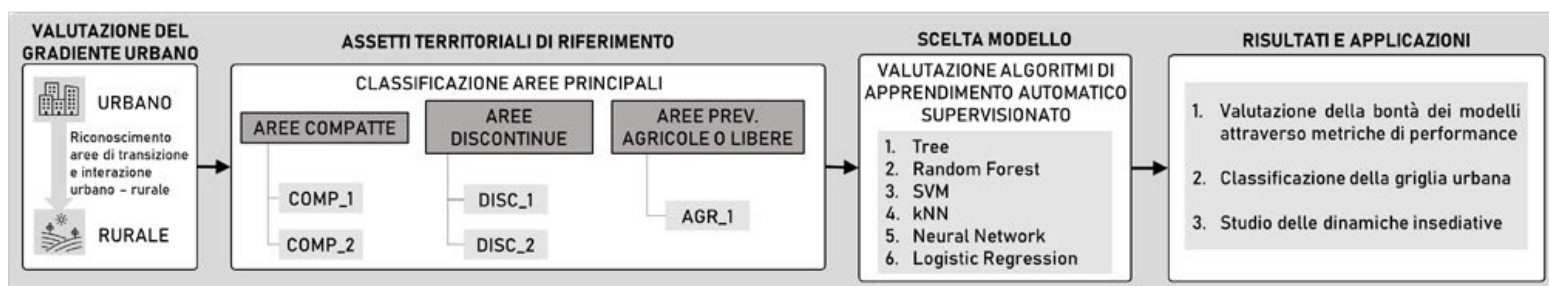 VALUTAZIONE DEL
GRADIENTE URBANO
URBANO
Riconoscimento
aree di transizione
e interazione
urbano – rurale
RURALE
ASSETTI TERRITORIALI DI RIFERIMENTO
CLASSIFICAZIONE AREE PRINCIPALI
AREE COMPATTE
COMP_1
COMP_2
AREE
DISCONTINUE
DISC_1
DISC_2
AREE PREV.
AGRICOLE O LIBERE
AGR_1
SCELTA MODELLO
VALUTAZIONE ALGORITMI DI
APPRENDIMENTO AUTOMATICO
SUPERVISIONATO
1. Tree
2. Random Forest
3. SVM
4. kNN
5. Neural Network
6. Logistic Regression
RISULTATI E APPLICAZIONI
1. Valutazione della bontà dei modelli
attraverso metriche di performance
2. Classificazione della griglia urbana
3. Studio delle dinamiche insediative